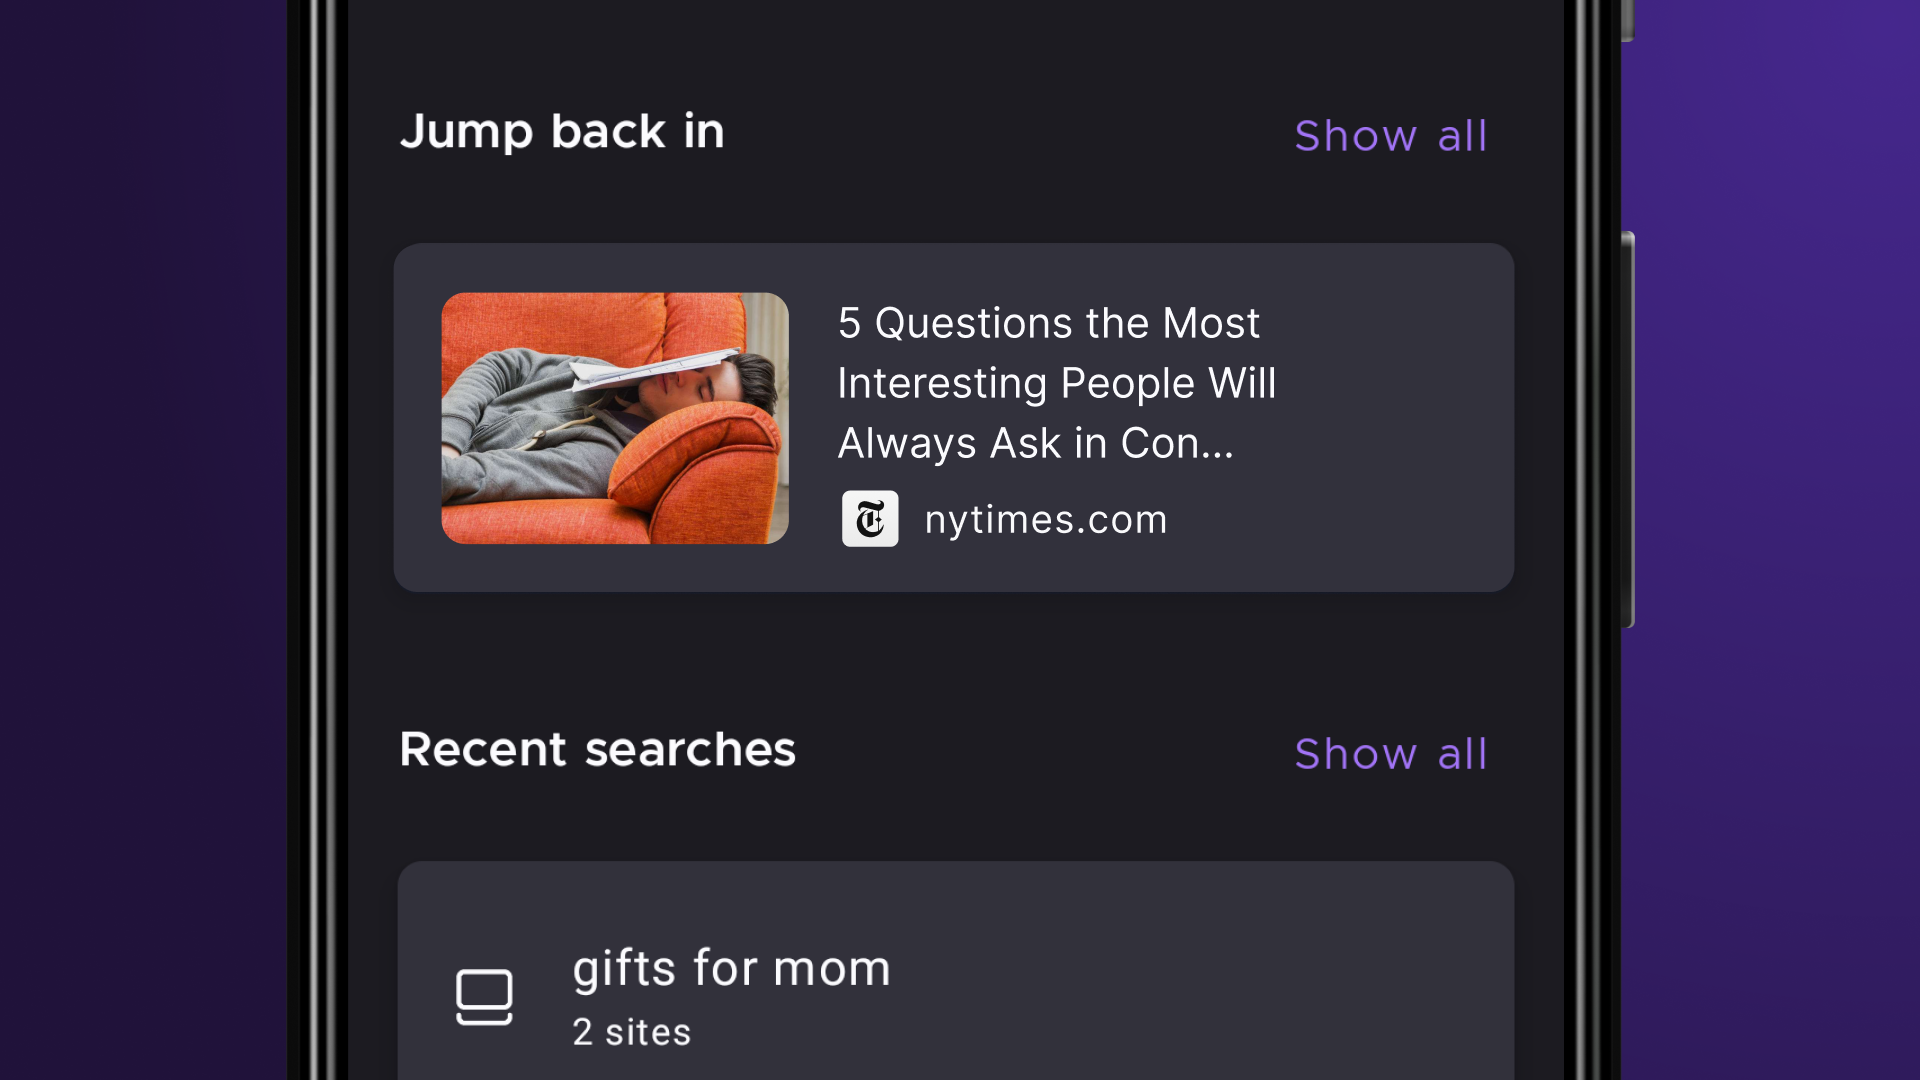 Jump back in
Show all
5 Questions the Most
Interesting People Will
Always Ask in Con...
nytimes.com
Recent searches
Show all
gifts for mom
2 sites